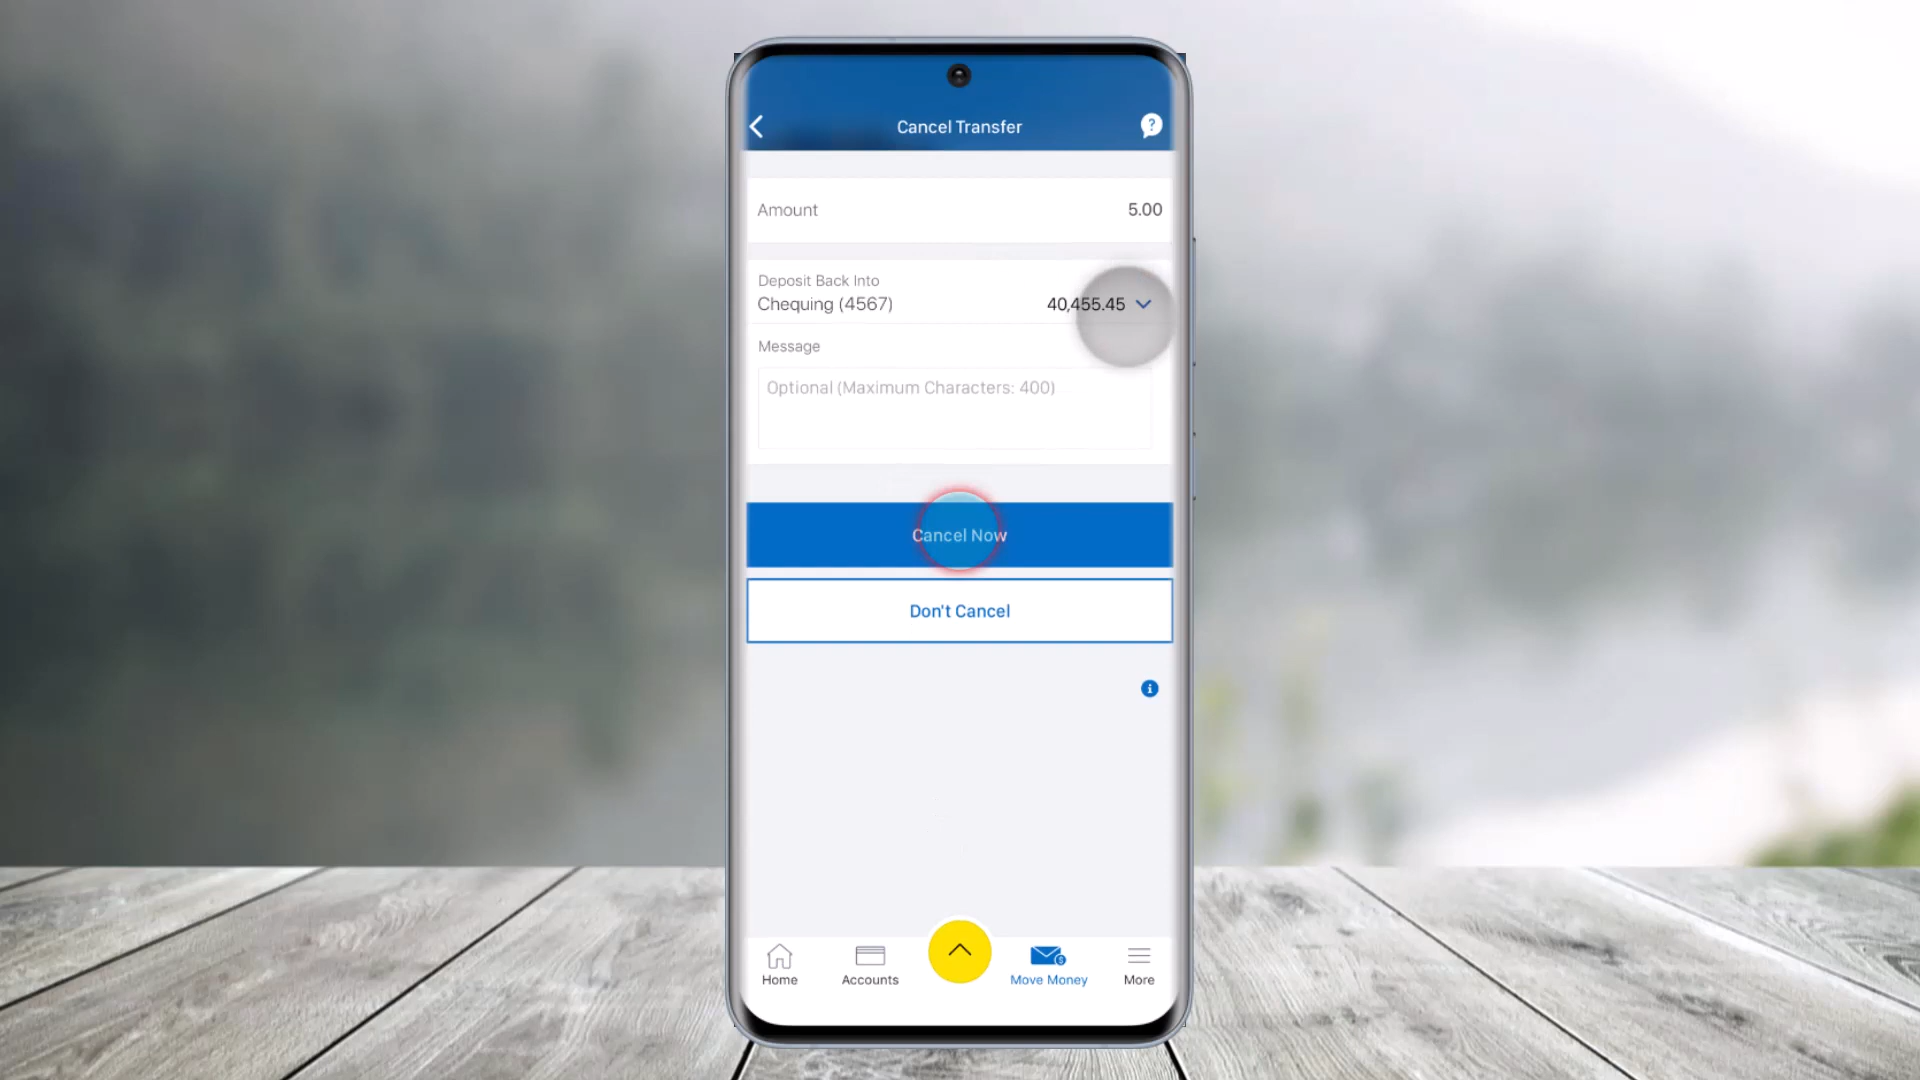 Cancel Transfer
?
Amount 5.00
Deposit Back Into
Chequing (4567) 40,455.45
Message
Optional (Maximum Characters: 400)
Cancel Now
Don't Cancel
i
Home Accounts Move Money More